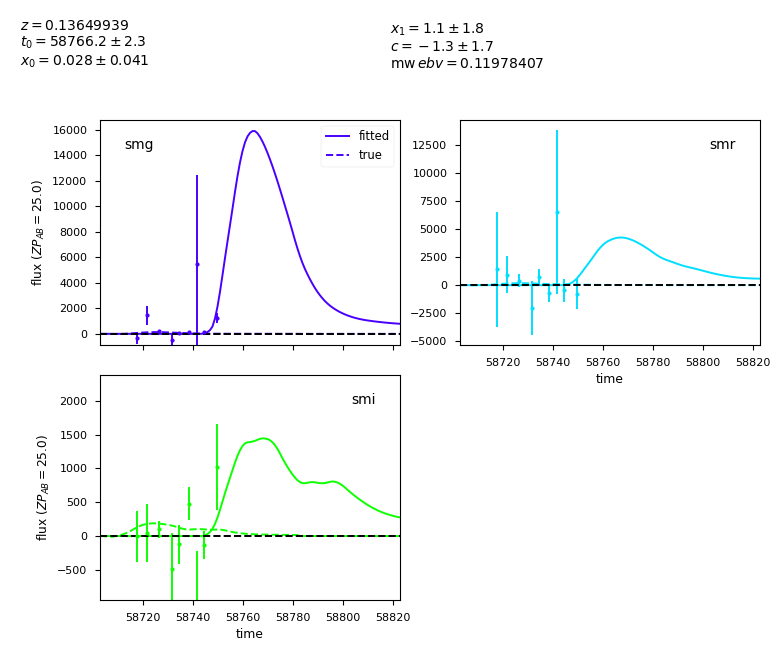 z = 0.13649939
t0 = 58766.2 ± 2.3
x0 = 0.028 ± 0.041
x1 = 1.1 ± 1.8
c = −1.3 ± 1.7
mw ebv = 0.11978407
smg
fitted
true
flux (ZP_AB = 25.0)
16000
14000
12000
10000
8000
6000
4000
2000
0
smr
12500
10000
7500
5000
2500
0
−2500
−5000
58720 58740 58760 58780 58800 58820
time
smi
flux (ZP_AB = 25.0)
2000
1500
1000
500
0
−500
58720 58740 58760 58780 58800 58820
time